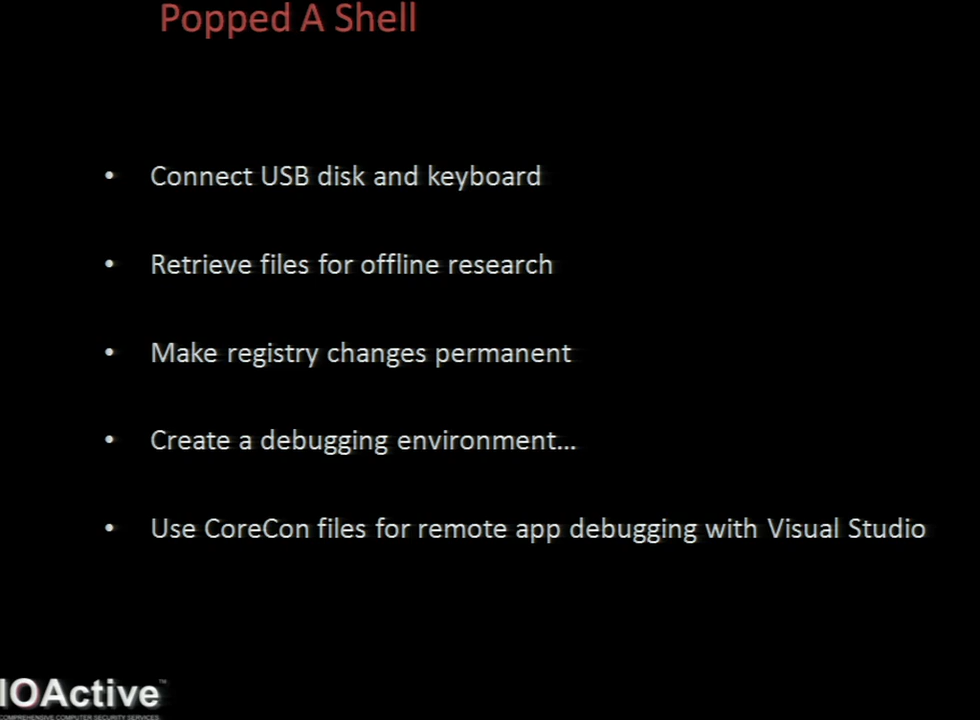 Popped A Shell
• Connect USB disk and keyboard
• Retrieve files for offline research
• Make registry changes permanent
• Create a debugging environment...
• Use CoreCon files for remote app debugging with Visual Studio
IOActive™
COMPREHENSIVE COMPUTER SECURITY SERVICES